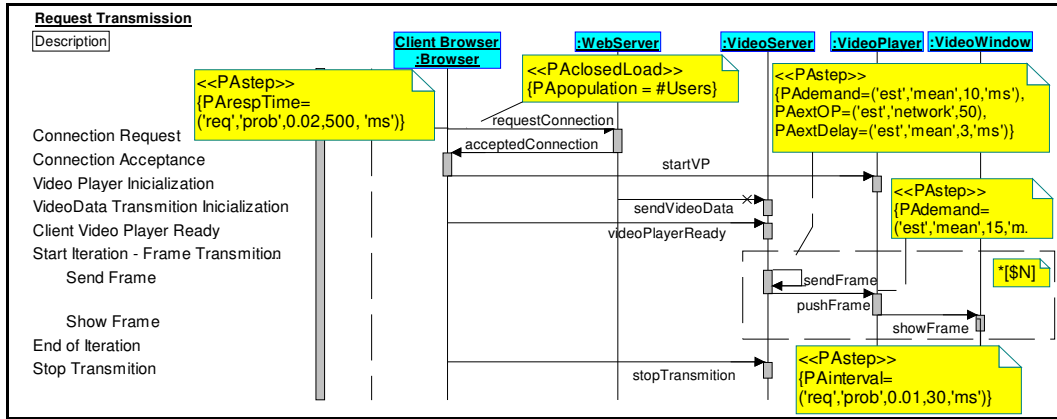 Request Transmission
Description
Client Browser
:Browser
:WebServer
:VideoServer
:VideoPlayer
:VideoWindow
<<PAstep>>
{PArespTime=
('req','prob',0.02,500, 'ms')}
<<PAclosedLoad>>
{PApopulation = #Users}
<<PAstep>>
{PAdemand=('est','mean',10,'ms'),
PAextOP=('est','network',50),
PAextDelay=('est','mean',3,'ms')}
Connection Request
requestConnection
Connection Acceptance
acceptedConnection
Video Player Inicialization
startVP
<<PAstep>>
{PAdemand=
('est','mean',15,'m.
VideoData Transmition Inicialization
sendVideoData
Client Video Player Ready
videoPlayerReady
Start Iteration - Frame Transmition.
*[$N]
Send Frame
sendFrame
pushFrame
Show Frame
showFrame
End of Iteration
Stop Transmition
stopTransmition
<<PAstep>>
{PAinterval=
('req','prob',0.01,30,'ms')}